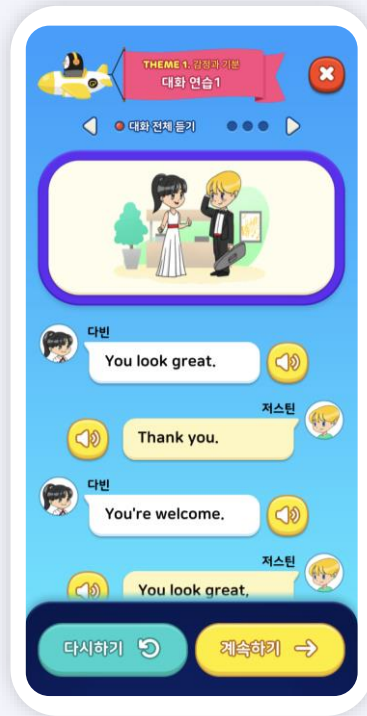 THEME 1. 감정과 기분
대화 연습1
대화 전체 듣기
다빈
You look great.
저스틴
Thank you.
다빈
You're welcome.
저스틴
You look great,
다시하기
계속하기